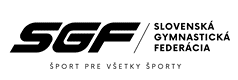 SGF
SLOVENSKÁ
GYMNASTICKÁ
FEDERÁCIA
ŠPORT PRE VŠETKY ŠPORTY